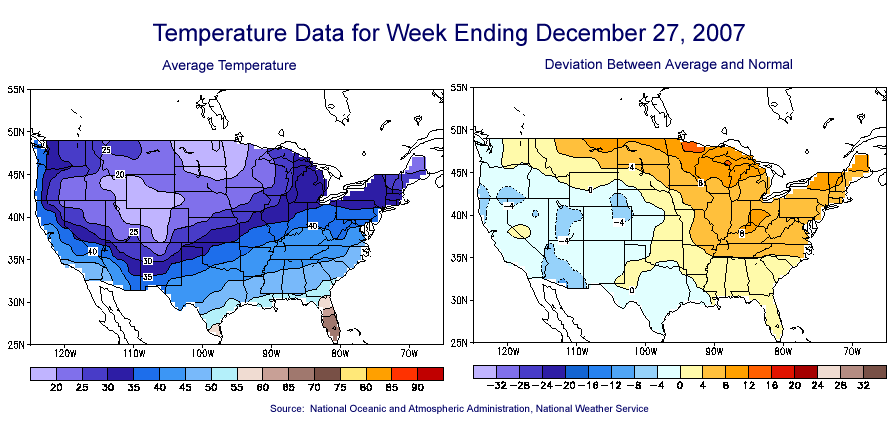 Temperature Data for Week Ending December 27, 2007
Average Temperature
Deviation Between Average and Normal
55N
50N
45N
40N
35N
30N
25N
120W 110W 100W 90W 80W 70W
25
20
25
30
35
40
40
20 25 30 35 40 45 50 55 60 65 70 75 80 85 90
55N
50N
45N
40N
35N
30N
25N
120W 110W 100W 90W 80W 70W
4
8
0
-4
-4
-4
8
0
-32 -28 -24 -20 -16 -12 -8 -4 0 4 8 12 16 20 24 28 32
Source: National Oceanic and Atmospheric Administration, National Weather Service